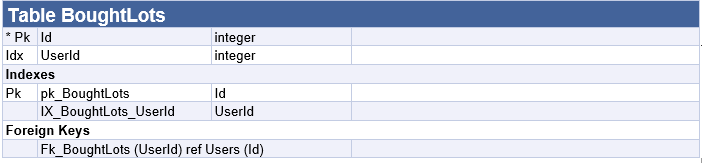 Table BoughtLots
* Pk Id integer
Idx UserId integer
Indexes
Pk pk_BoughtLots Id
IX_BoughtLots_UserId UserId
Foreign Keys
Fk_BoughtLots (UserId) ref Users (Id)